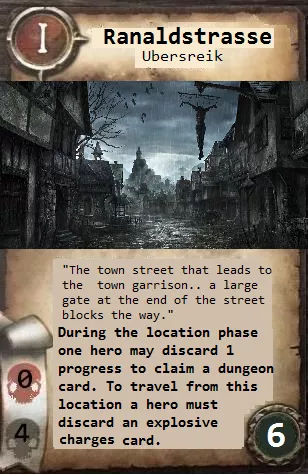 I
Ranaldstrasse
Ubersreik
"The town street that leads to
the town garrison.. a large
gate at the end of the street
blocks the way."
During the location phase
one hero may discard 1
progress to claim a dungeon
card. To travel from this
location a hero must
discard an explosive
charges card.
0
4
6